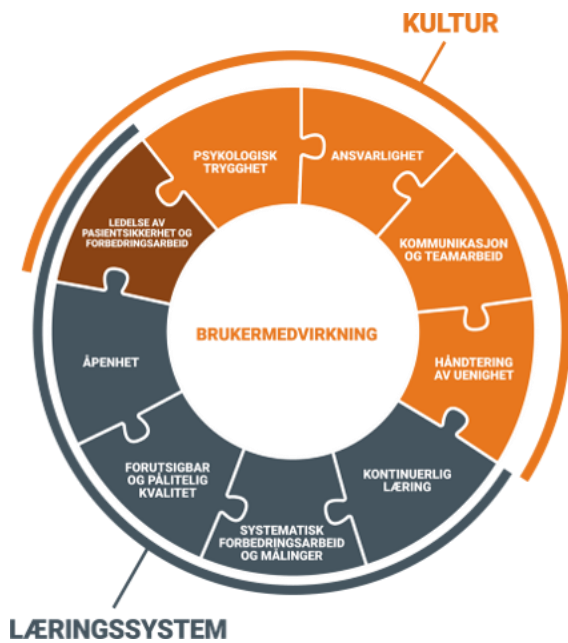 KULTUR
PSYKOLOGISK
TRYGGHET
ANSVARLIGHET
LEDELSE AV
PASIENTSIKKERHET OG
FORBEDRINGSARBEID
KOMMUNIKASJON
OG TEAMARBEID
BRUKERMEDVIRKNING
ÅPENHET
HÅNDTERING
AV UENIGHET
FORUTSIGBAR
OG PÅLITELIG
KVALITET
KONTINUERLIG
LÆRING
SYSTEMATISK
FORBEDRINGSARBEID
OG MÅLINGER
LÆRINGSSYSTEM